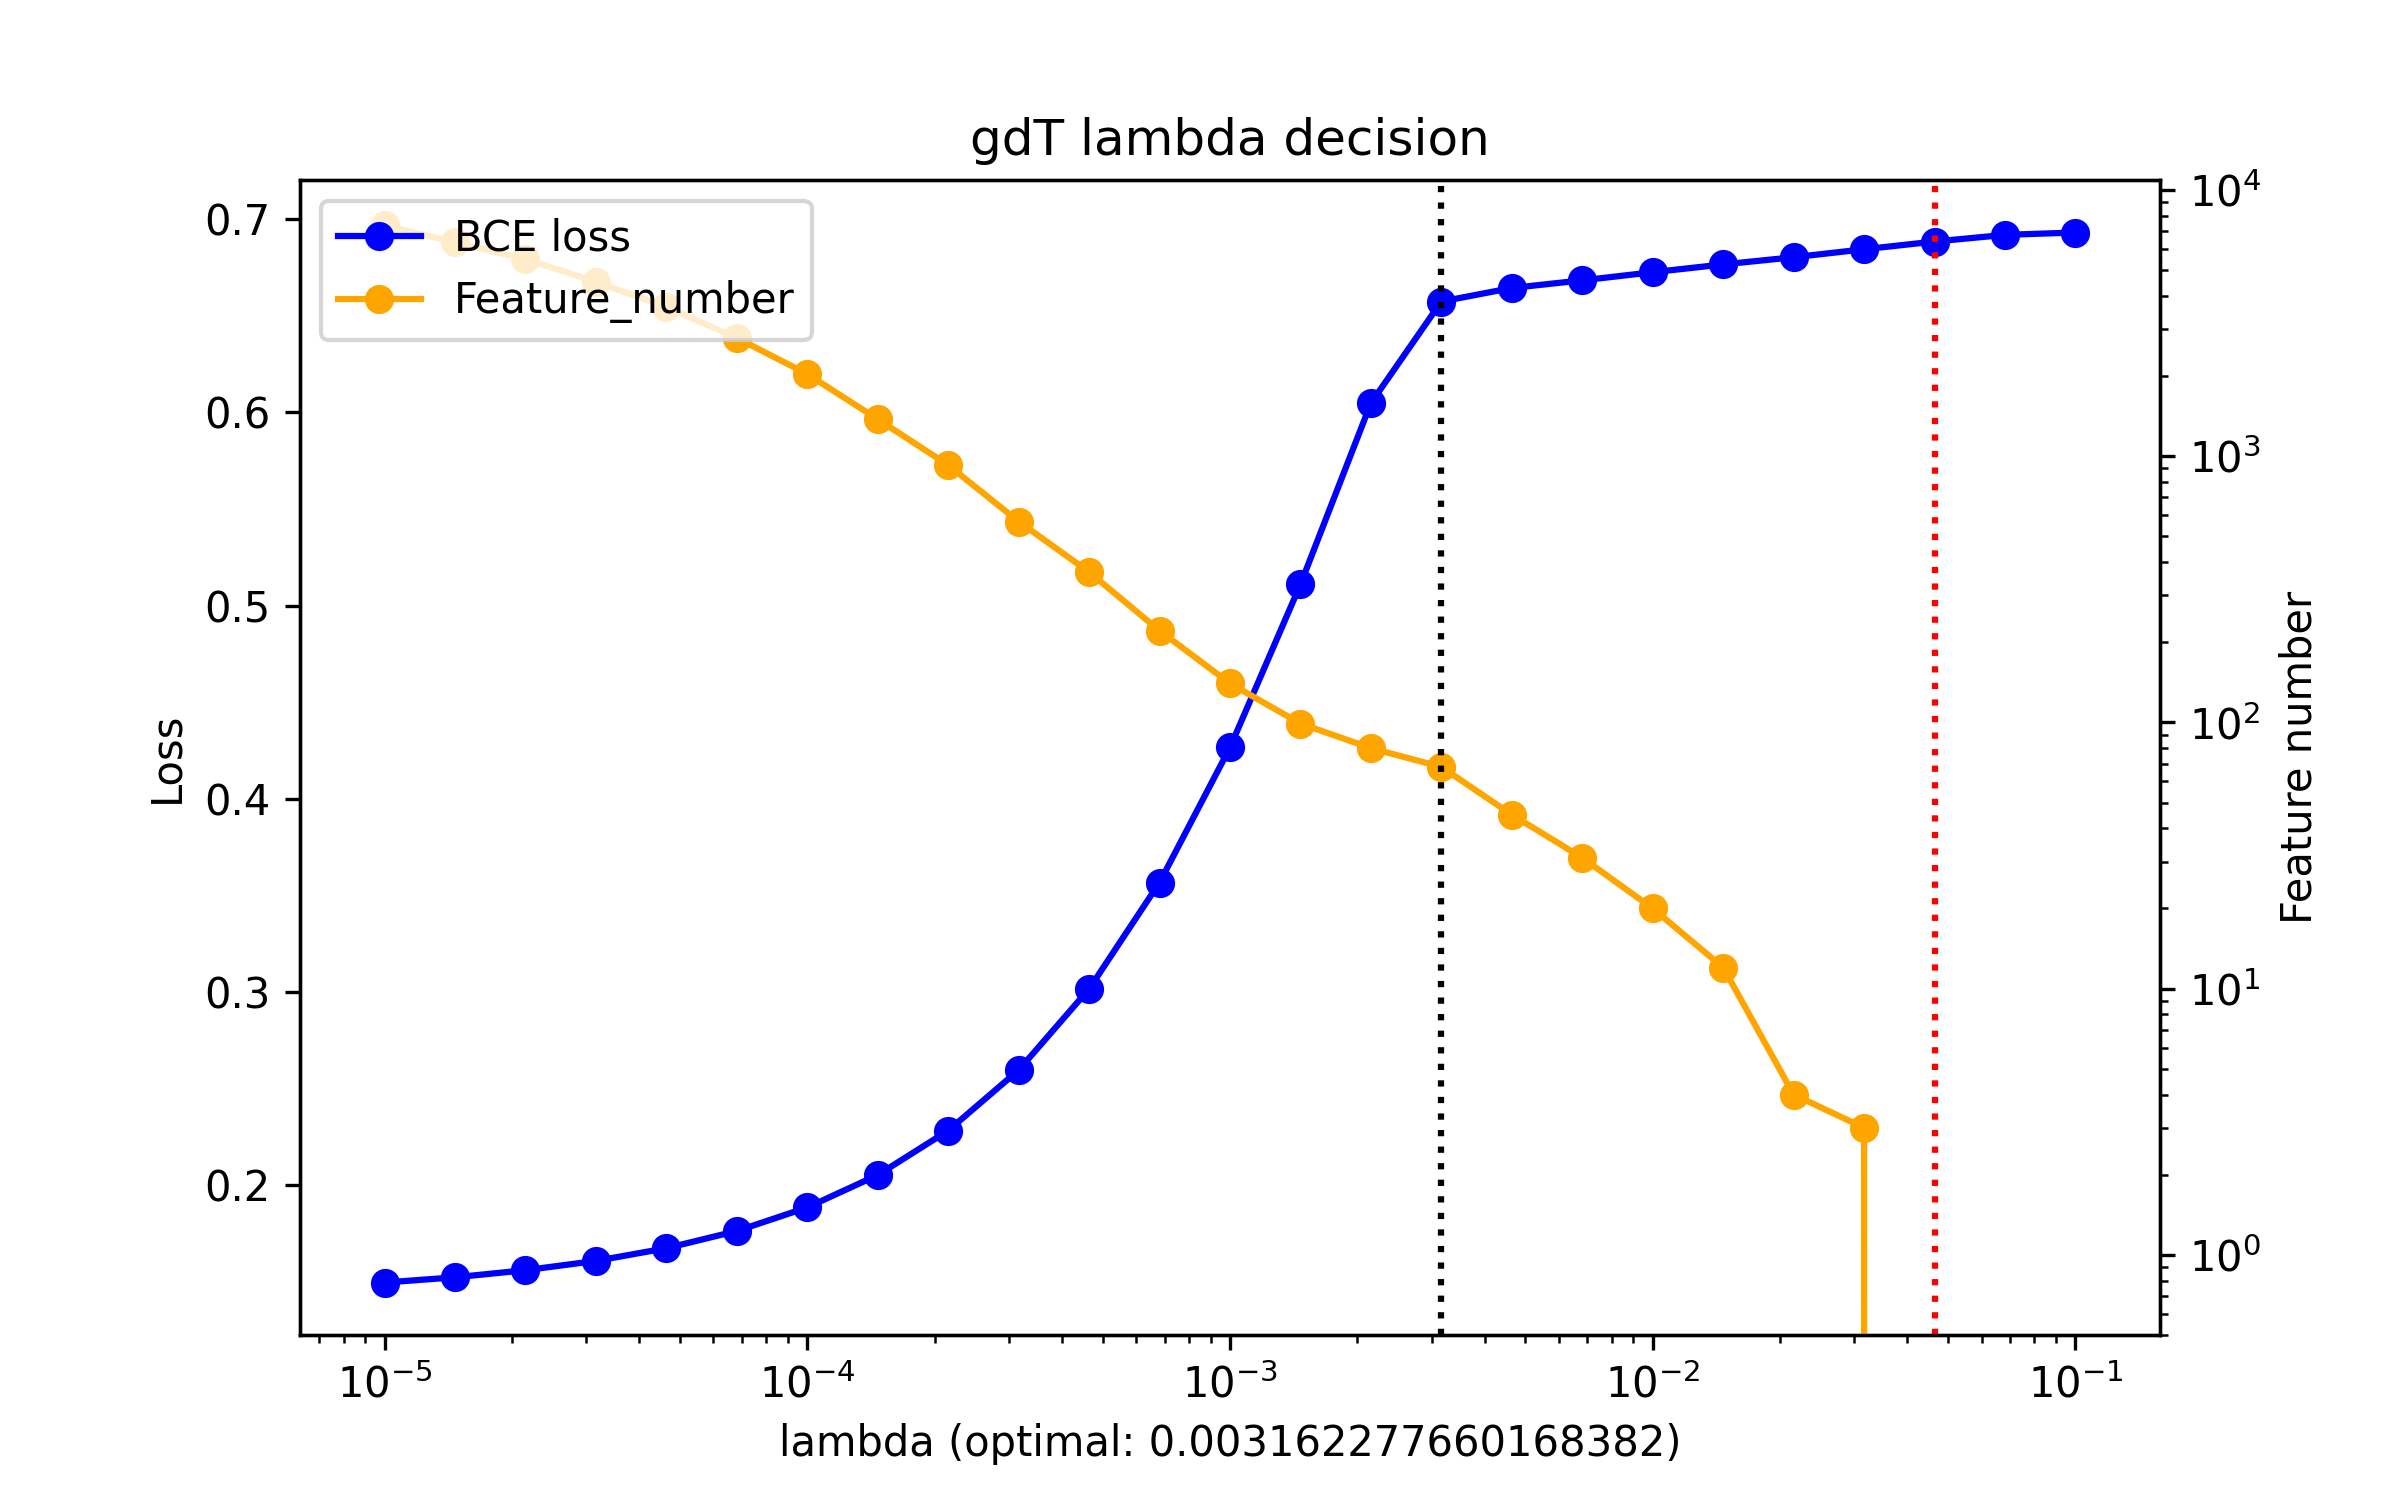 gdT lambda decision
BCE loss
Feature_number
Loss
0.7
0.6
0.5
0.4
0.3
0.2
10⁴
10³
10²
10¹
10⁰
Feature number
10⁻⁵ 10⁻⁴ 10⁻³ 10⁻² 10⁻¹
lambda (optimal: 0.0031622776601683382)